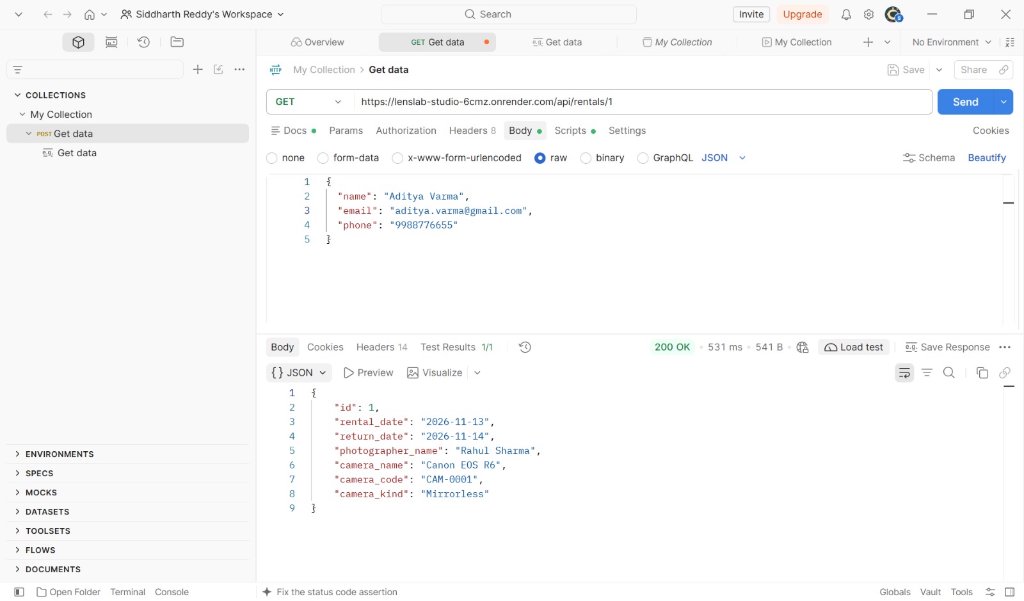 Siddharth Reddy's Workspace
Search
Invite
Upgrade
Overview
GET Get data
Get data
My Collection
My Collection
No Environment
My Collection > Get data
Save
Share
COLLECTIONS
My Collection
POST Get data
Get data
GET
https://lenslab-studio-6cmz.onrender.com/api/rentals/1
Send
Docs
Params
Authorization
Headers 8
Body
Scripts
Settings
Cookies
none
form-data
x-www-form-urlencoded
raw
binary
GraphQL
JSON
Schema
Beautify
1 {
2 "name": "Aditya Varma",
3 "email": "aditya.varma@gmail.com",
4 "phone": "9988776655"
5 }
Body
Cookies
Headers 14
Test Results 1/1
200 OK
531 ms
541 B
Load test
Save Response
{} JSON
Preview
Visualize
1 {
2 "id": 1,
3 "rental_date": "2026-11-13",
4 "return_date": "2026-11-14",
5 "photographer_name": "Rahul Sharma",
6 "camera_name": "Canon EOS R6",
7 "camera_code": "CAM-0001",
8 "camera_kind": "Mirrorless"
9 }
ENVIRONMENTS
SPECS
MOCKS
DATASETS
TOOLSETS
FLOWS
DOCUMENTS
Open Folder
Terminal
Console
Fix the status code assertion
Globals
Vault
Tools